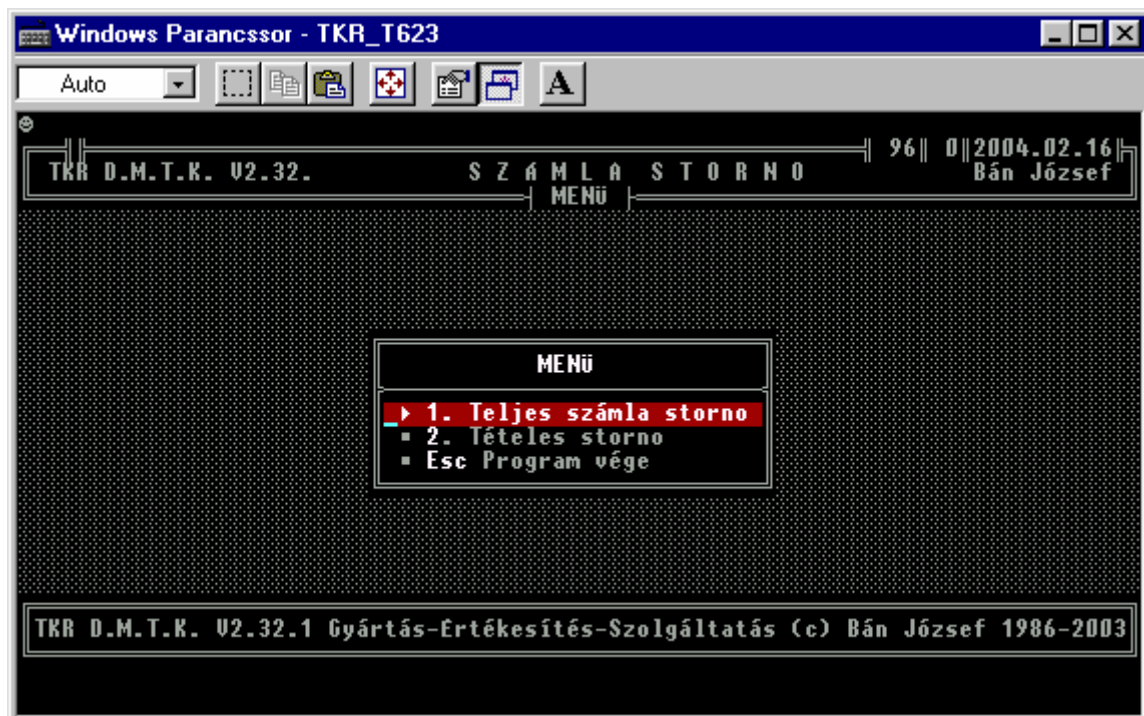 Windows Parancssor - TKR_T623
Auto
A
96 0 2004.02.16
TKR D.M.T.K. V2.32. S Z Á M L A S T O R N O Bán József
MENü
MENü
1. Teljes számla storno
2. Tételes storno
Esc Program vége
TKR D.M.T.K. V2.32.1 Gyártás-Értékesítés-Szolgáltatás (c) Bán József 1986-2003